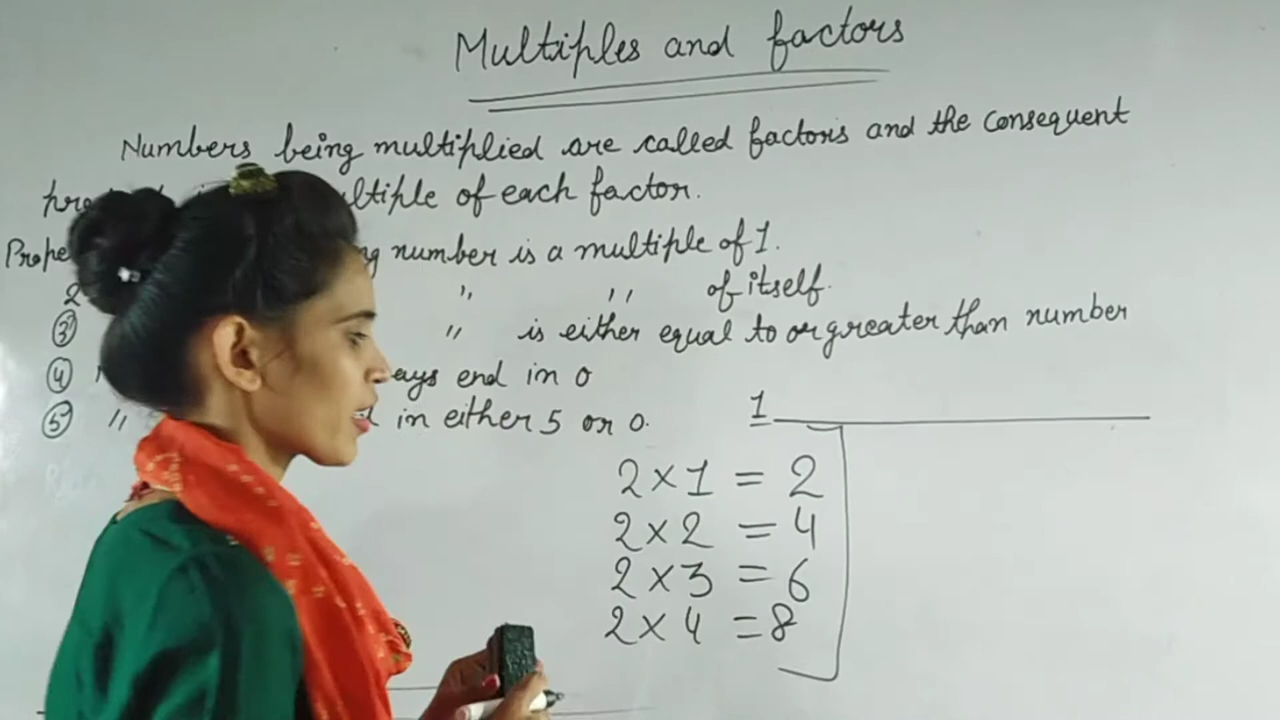 Multiples and factors
Numbers being multiplied are called factors and the consequent
multiple of each factor.
number is a multiple of 1.
2 " " of itself.
3 " is either equal to or greater than number
4 end in 0
5 " in either 5 or 0.
1
2 × 1 = 2
2 × 2 = 4
2 × 3 = 6
2 × 4 = 8